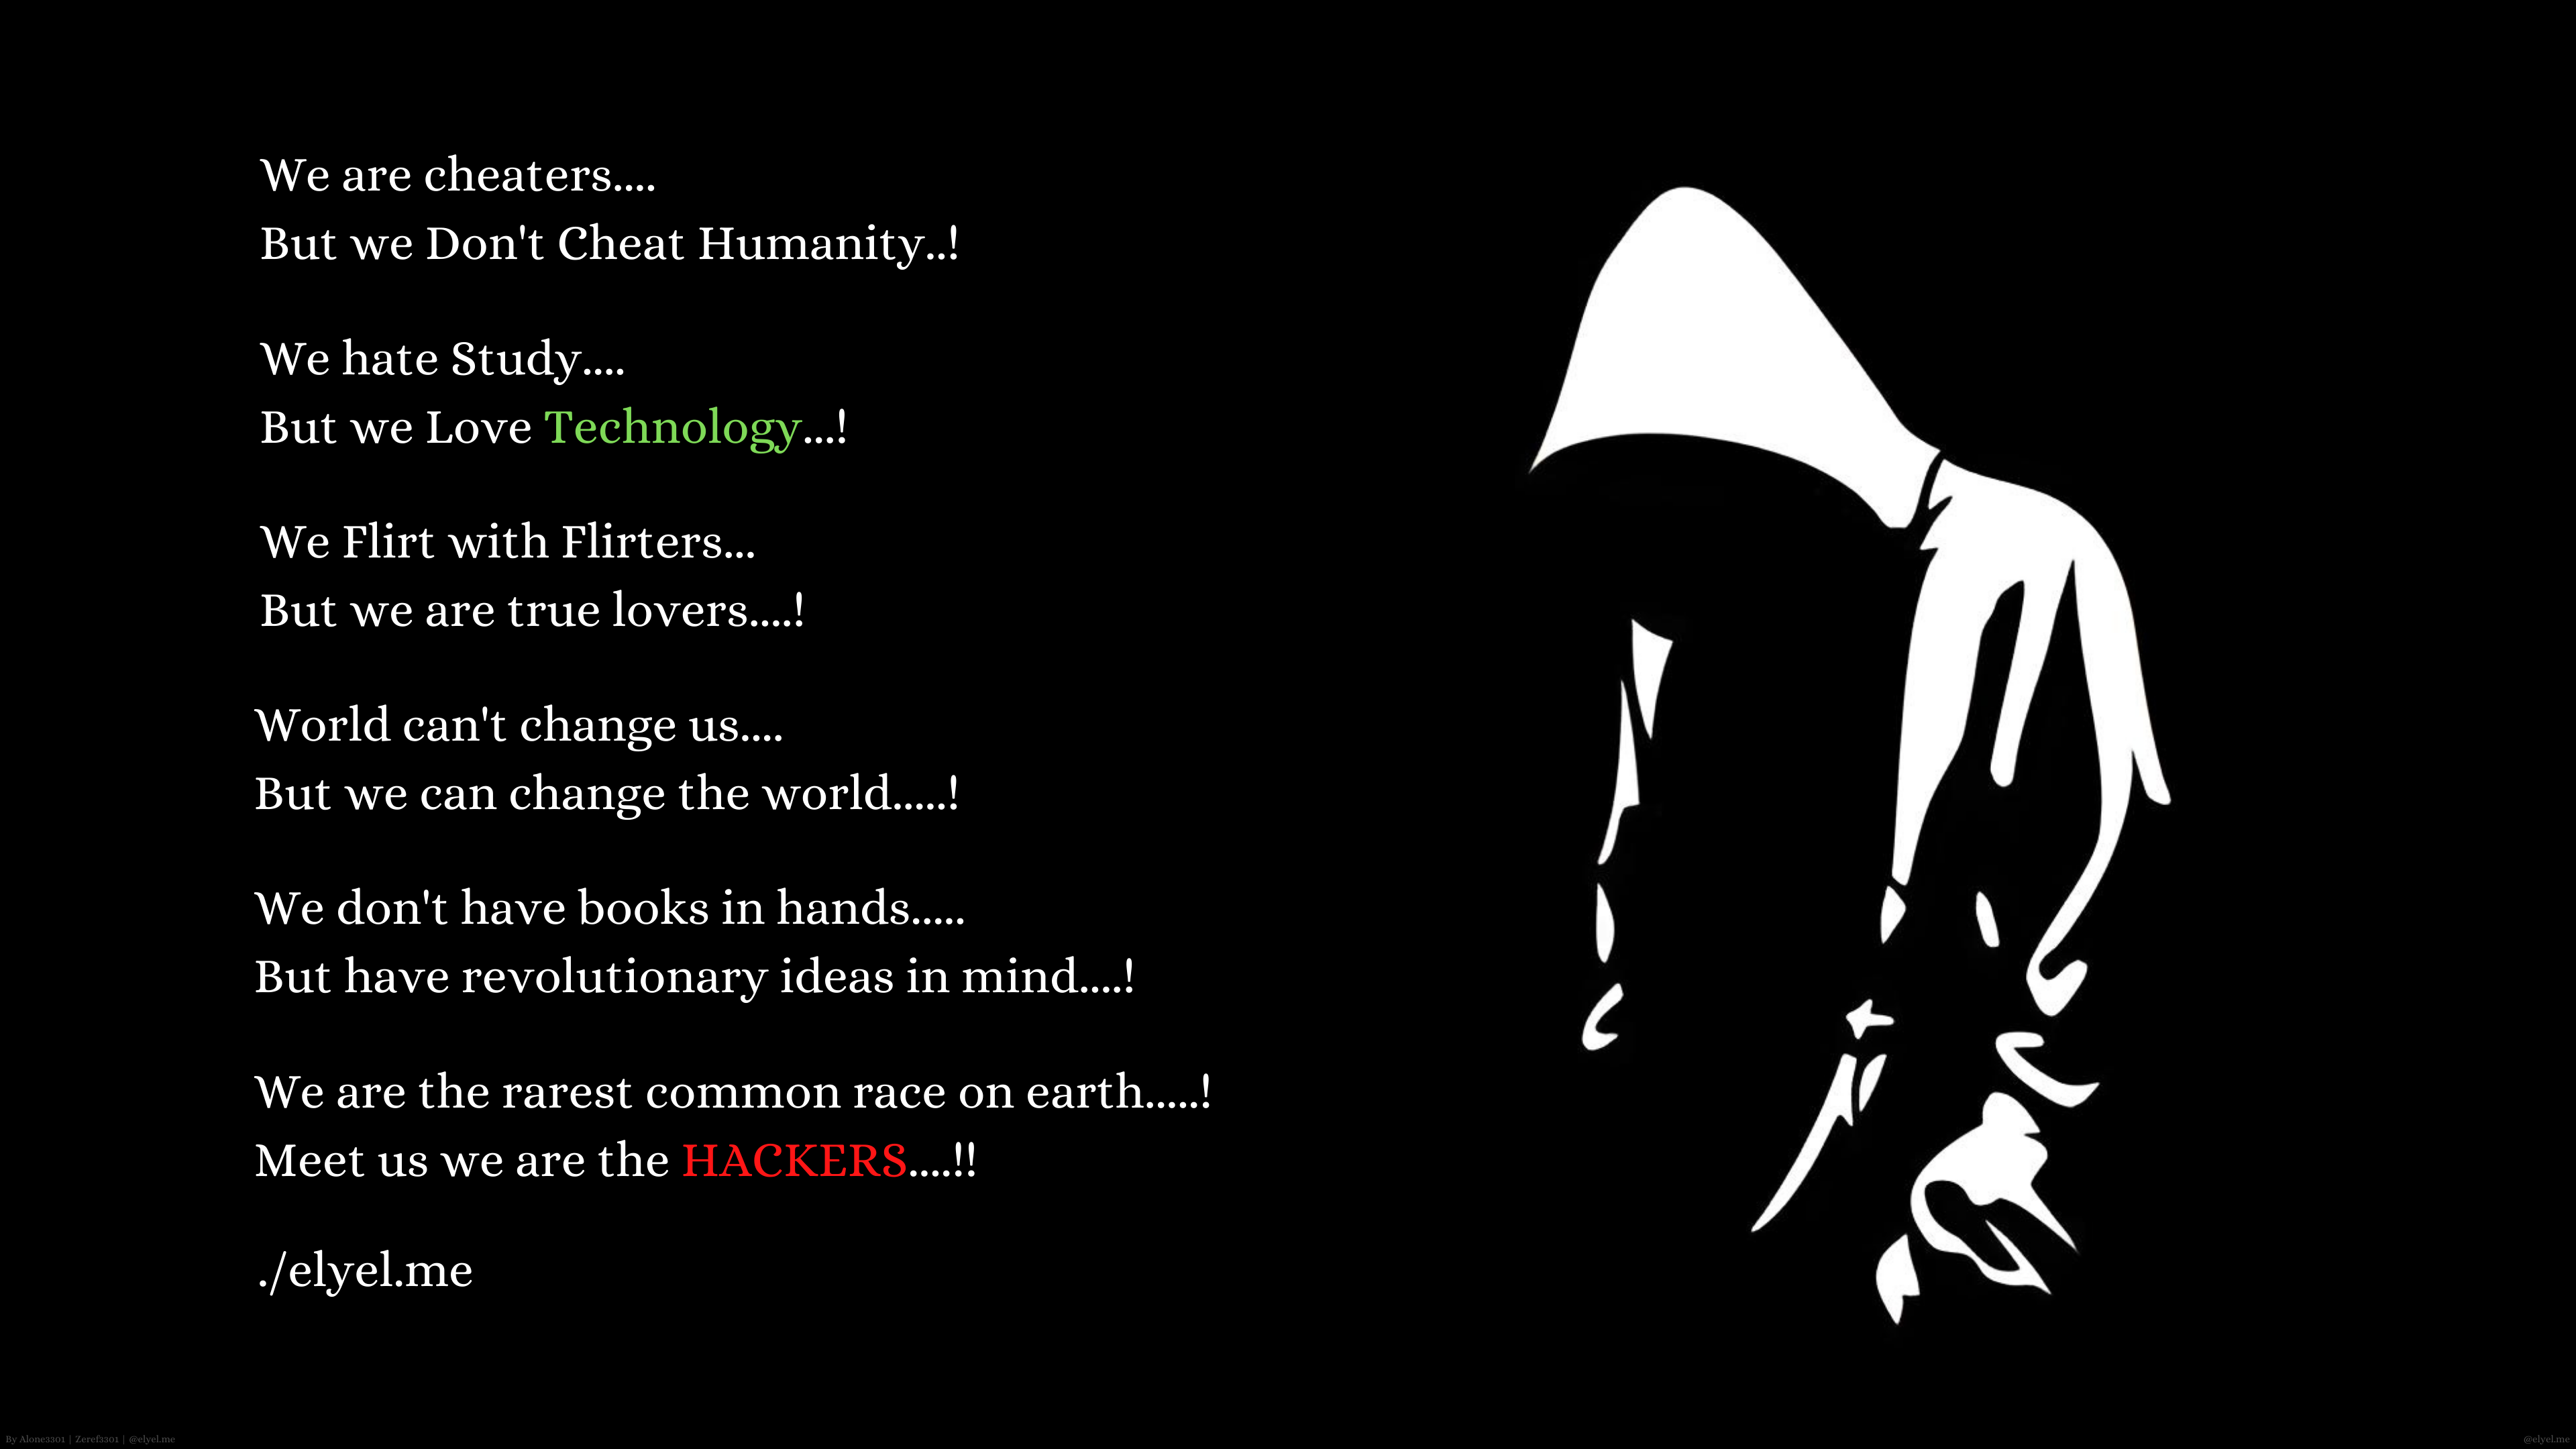 We are cheaters....
But we Don't Cheat Humanity..!
We hate Study....
But we Love Technology...!
We Flirt with Flirters...
But we are true lovers....!
World can't change us....
But we can change the world.....!
We don't have books in hands.....
But have revolutionary ideas in mind....!
We are the rarest common race on earth.....!
Meet us we are the HACKERS....!!
./elyel.me
By Alone3301 | Zeref3301 | @elyel.me
@elyel.me